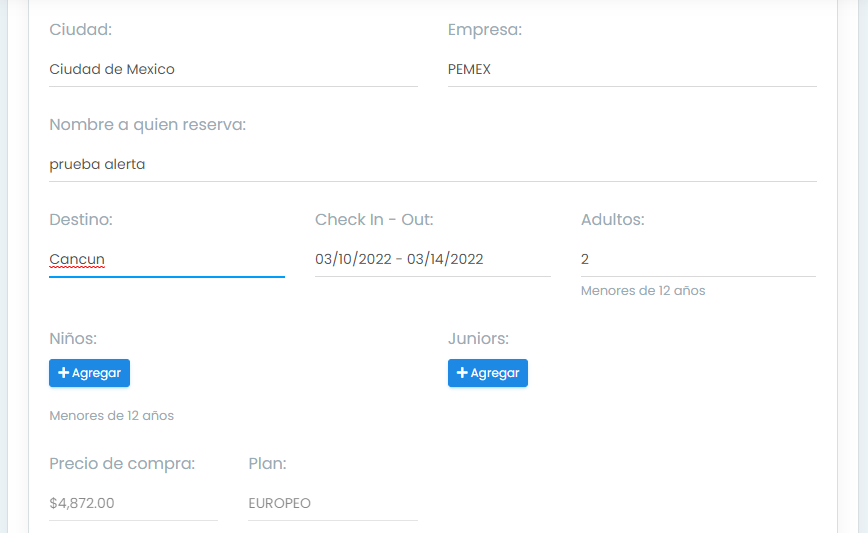 Ciudad:
Empresa:
Ciudad de Mexico
PEMEX
Nombre a quien reserva:
prueba alerta
Destino:
Check In - Out:
Adultos:
Cancun
03/10/2022 - 03/14/2022
2
Menores de 12 años
Niños:
Juniors:
+ Agregar
+ Agregar
Menores de 12 años
Precio de compra:
Plan:
$4,872.00
EUROPEO